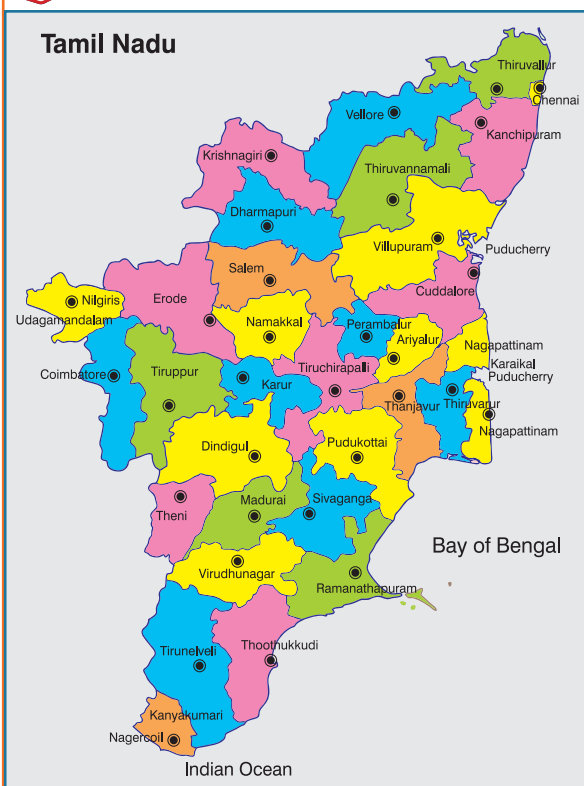 Tamil Nadu
Thiruvallur
Chennai
Vellore
Kanchipuram
Krishnagiri
Thiruvannamali
Dharmapuri
Villupuram
Puducherry
Salem
Cuddalore
Nilgiris
Udagamandalam
Erode
Namakkal
Perambalur
Ariyalur
Nagapattinam
Karaikal
Puducherry
Coimbatore
Tiruppur
Karur
Tiruchirapalli
Thanjavur
Thiruvarur
Nagapattinam
Dindigul
Pudukottai
Theni
Madurai
Sivaganga
Bay of Bengal
Virudhunagar
Ramanathapuram
Tirunelveli
Thoothukkudi
Kanyakumari
Nagercoil
Indian Ocean